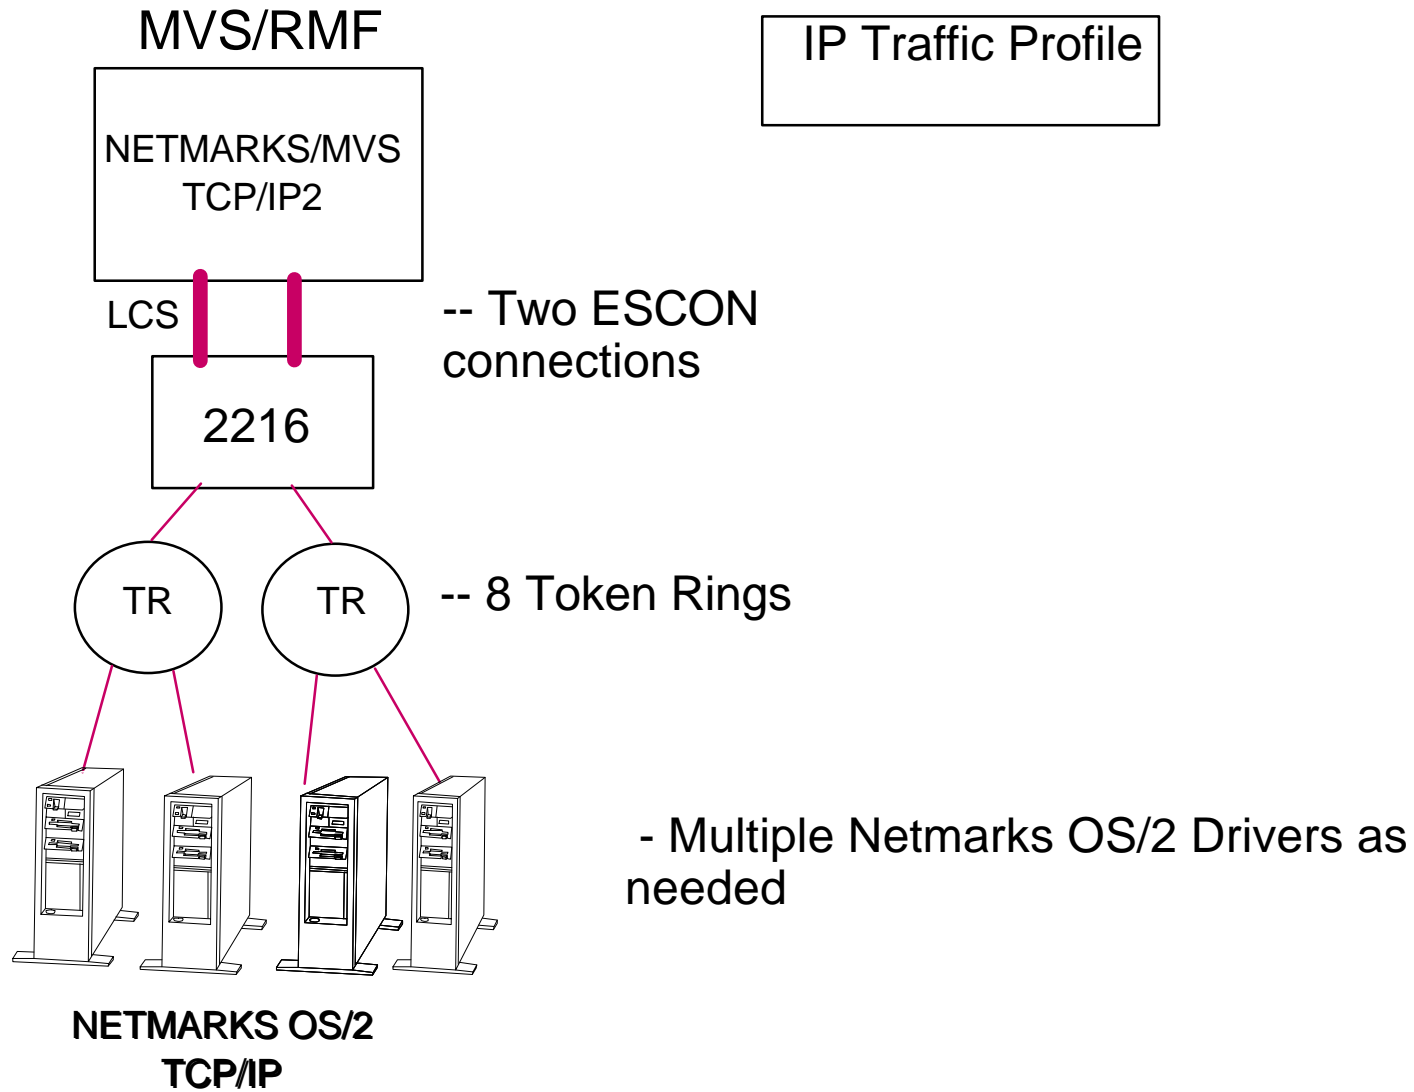 MVS/RMF
IP Traffic Profile
NETMARKS/MVS
TCP/IP2
LCS
-- Two ESCON
connections
2216
TR
TR
-- 8 Token Rings
- Multiple Netmarks OS/2 Drivers as
needed
NETMARKS OS/2
TCP/IP